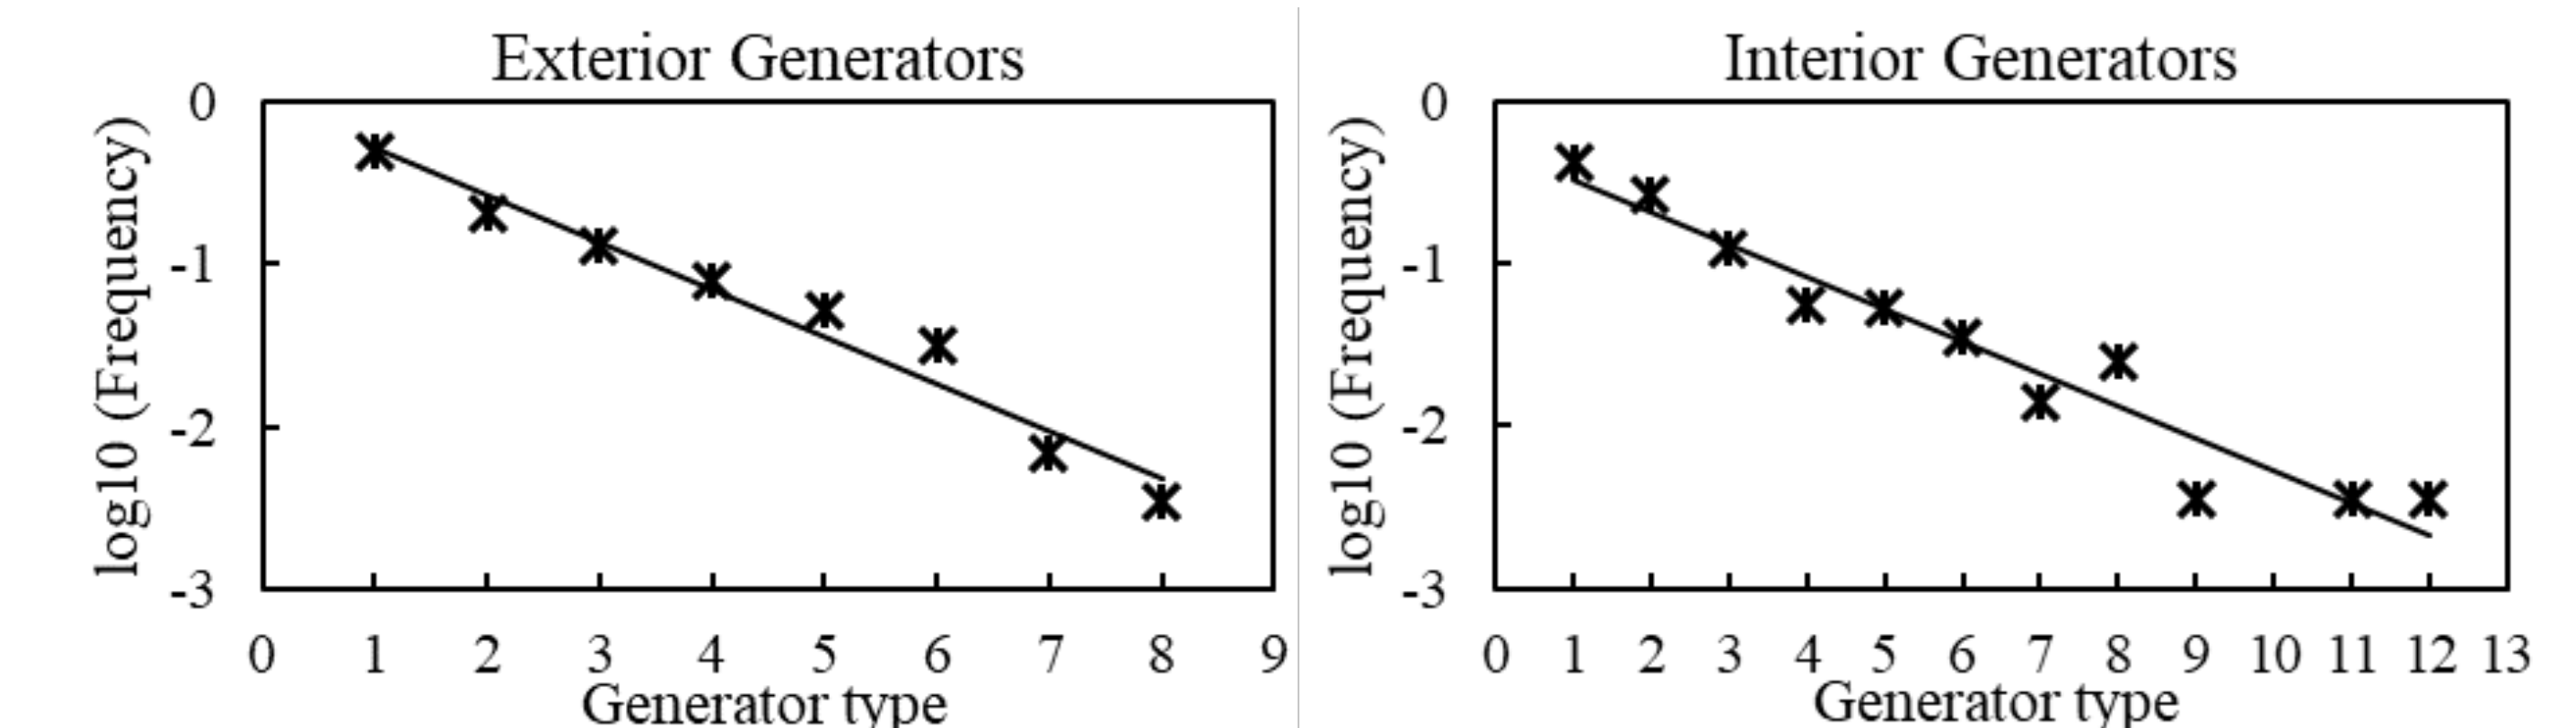 Exterior Generators
log10 (Frequency)
0
-1
-2
-3
0 1 2 3 4 5 6 7 8 9
Generator type
Interior Generators
log10 (Frequency)
0
-1
-2
-3
0 1 2 3 4 5 6 7 8 9 10 11 12 13
Generator type